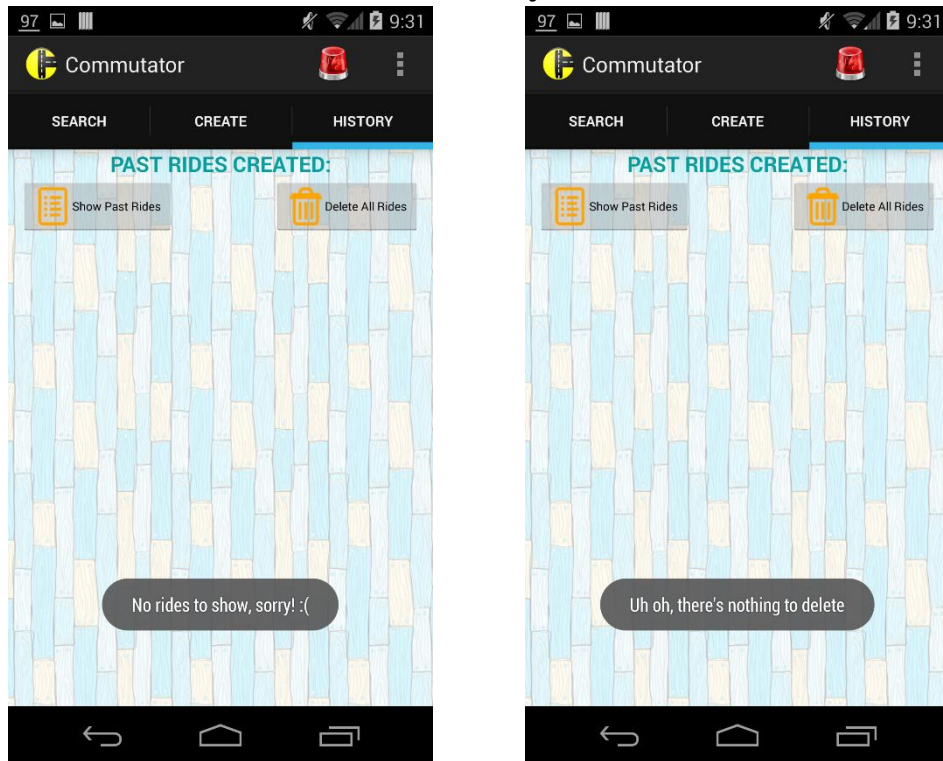 97 9:31
Commutator
SEARCH CREATE HISTORY
PAST RIDES CREATED:
Show Past Rides Delete All Rides
No rides to show, sorry! :(
97 9:31
Commutator
SEARCH CREATE HISTORY
PAST RIDES CREATED:
Show Past Rides Delete All Rides
Uh oh, there's nothing to delete